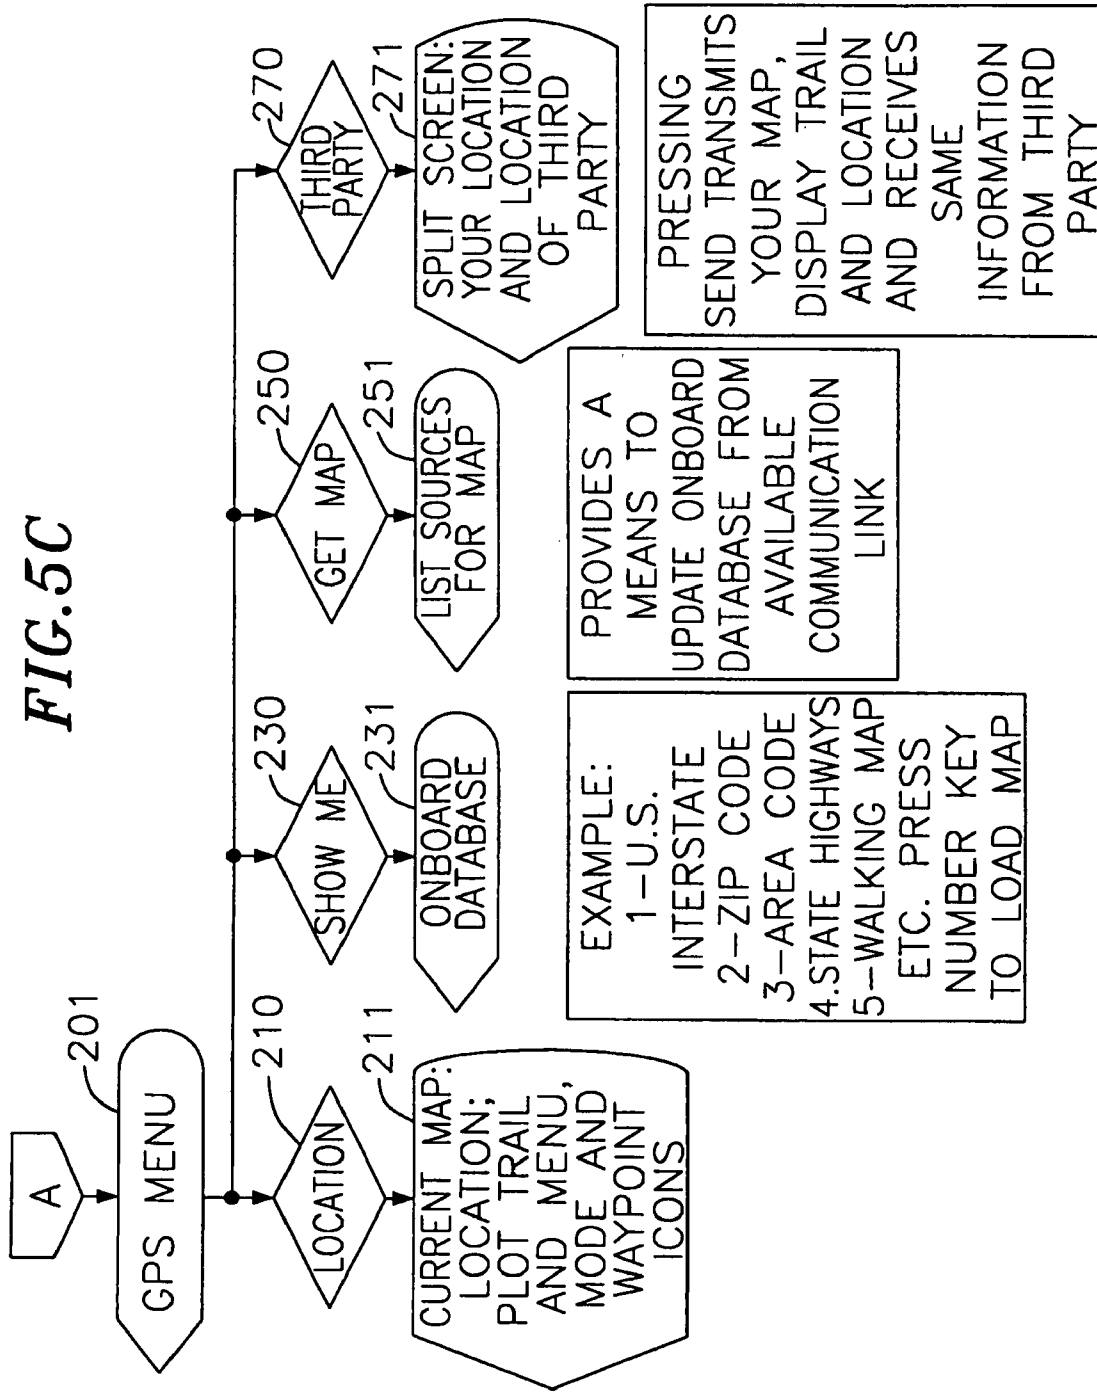 FIG.5C
A
GPS MENU
201
LOCATION
210
CURRENT MAP:
LOCATION;
PLOT TRAIL
AND MENU,
MODE AND
WAYPOINT
ICONS
211
SHOW ME
230
ONBOARD
DATABASE
231
EXAMPLE:
1-U.S.
INTERSTATE
2-ZIP CODE
3-AREA CODE
4.STATE HIGHWAYS
5-WALKING MAP
ETC. PRESS
NUMBER KEY
TO LOAD MAP
GET MAP
250
LIST SOURCES
FOR MAP
251
PROVIDES A
MEANS TO
UPDATE ONBOARD
DATABASE FROM
AVAILABLE
COMMUNICATION
LINK
THIRD
PARTY
270
SPLIT SCREEN:
YOUR LOCATION
AND LOCATION
OF THIRD
PARTY
271
PRESSING
SEND TRANSMITS
YOUR MAP,
DISPLAY TRAIL
AND LOCATION
AND RECEIVES
SAME
INFORMATION
FROM THIRD
PARTY